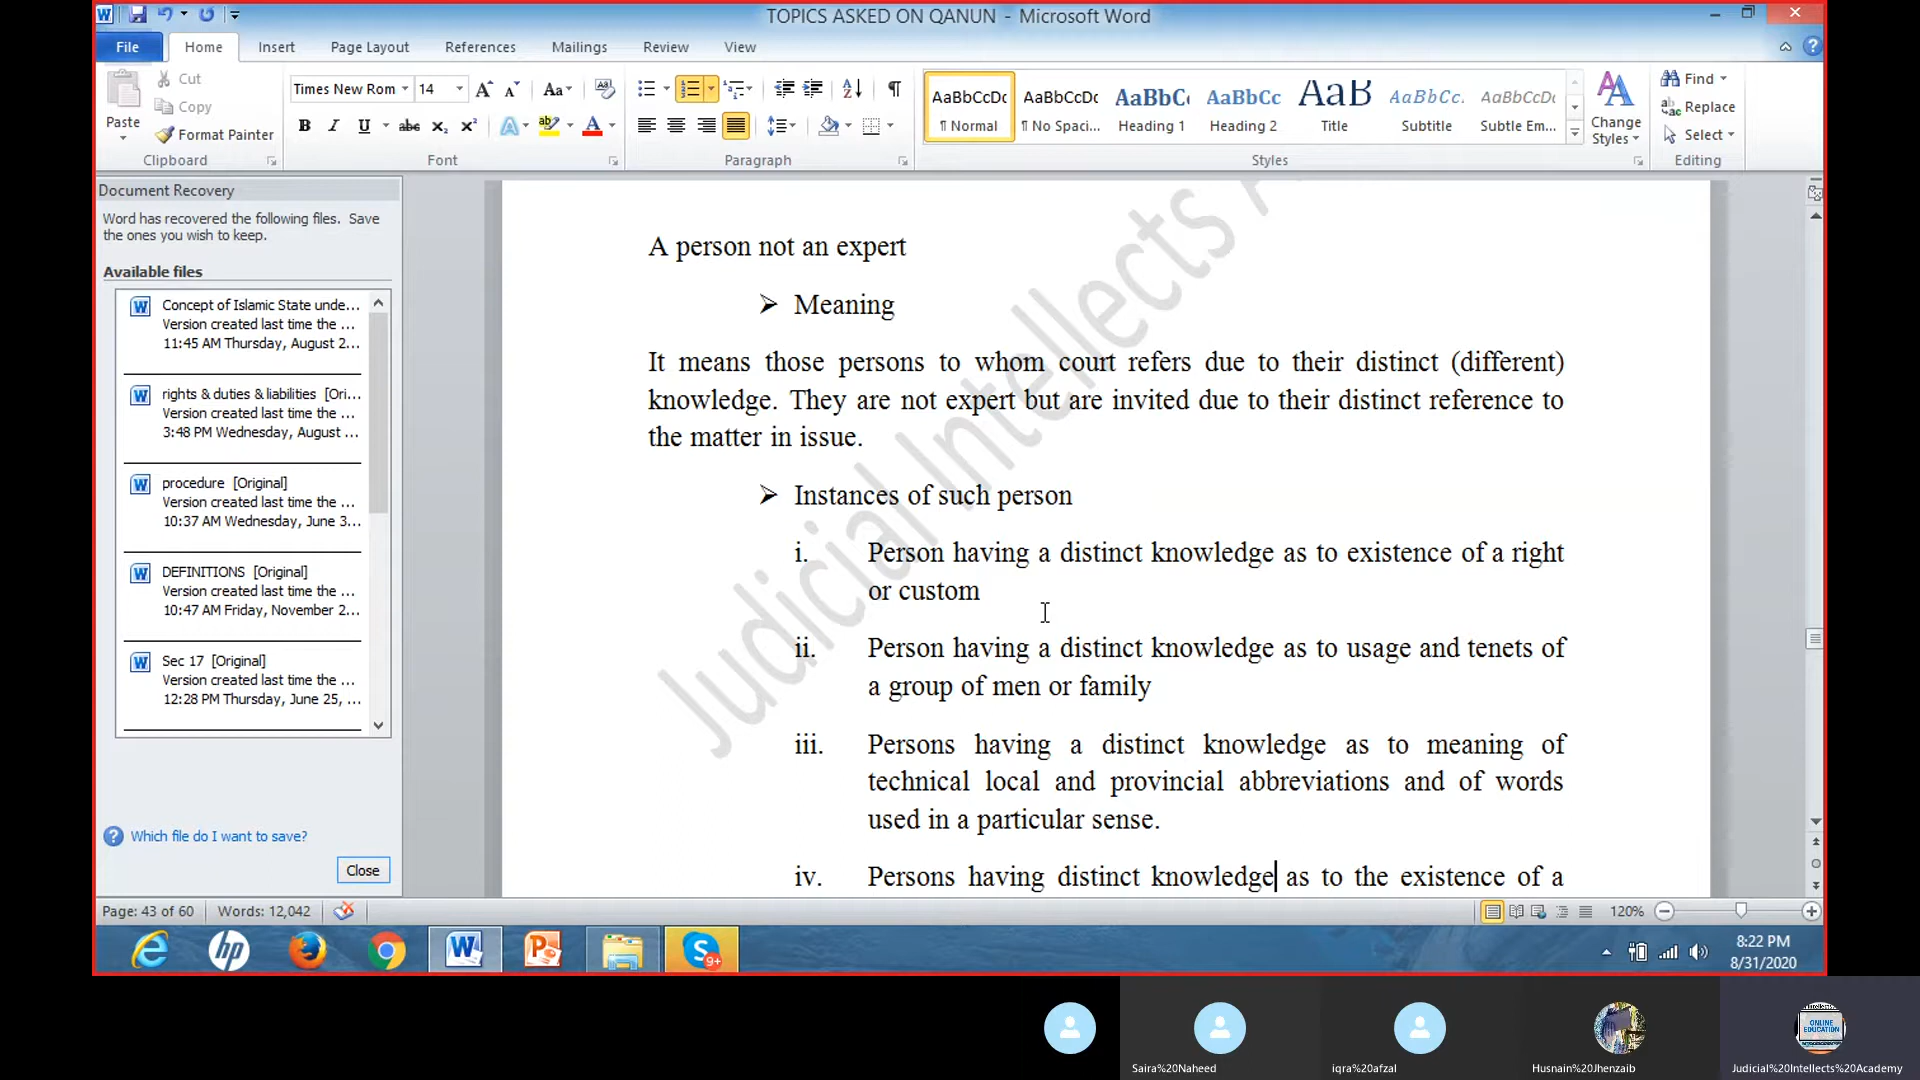 TOPICS ASKED ON QANUN - Microsoft Word
File Home Insert Page Layout References Mailings Review View
Paste
Cut
Copy
Format Painter
Clipboard
Times New Rom 14
Font
Paragraph
AaBbCcDc AaBbCcDc AaBbC AaBbCc AaB AaBbCc. AaBbCcDc
¶ Normal ¶ No Spaci... Heading 1 Heading 2 Title Subtitle Subtle Em...
Styles
Change
Styles
Find
Replace
Select
Editing
Document Recovery
Word has recovered the following files. Save
the ones you wish to keep.
Available files
Concept of Islamic State unde...
Version created last time the ...
11:45 AM Thursday, August 2...
rights & duties & liabilities [Ori...
Version created last time the ...
3:48 PM Wednesday, August ...
procedure [Original]
Version created last time the ...
10:37 AM Wednesday, June 3...
DEFINITIONS [Original]
Version created last time the ...
10:47 AM Friday, November 2...
Sec 17 [Original]
Version created last time the ...
12:28 PM Thursday, June 25, ...
Which file do I want to save?
Close
A person not an expert
➢ Meaning
It means those persons to whom court refers due to their distinct (different)
knowledge. They are not expert but are invited due to their distinct reference to
the matter in issue.
➢ Instances of such person
i. Person having a distinct knowledge as to existence of a right
or custom
ii. Person having a distinct knowledge as to usage and tenets of
a group of men or family
iii. Persons having a distinct knowledge as to meaning of
technical local and provincial abbreviations and of words
used in a particular sense.
iv. Persons having distinct knowledge as to the existence of a
Judicial Intellects A
Page: 43 of 60 Words: 12,042
120%
8:22 PM
8/31/2020
9+
ONLINE
EDUCATION
Saira%20Naheed
iqra%20afzal
Husnain%20Jhenzaib
Judicial%20Intellects%20Academy